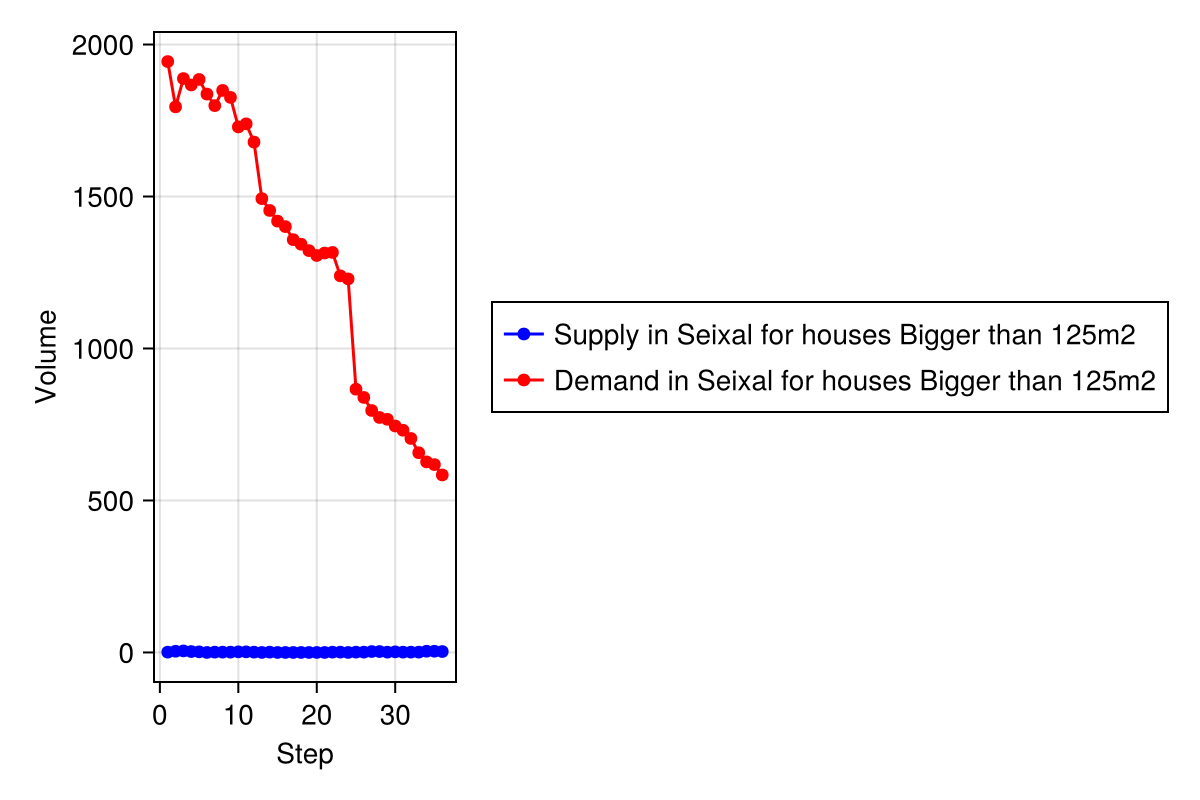 2000
1500
1000
500
0
Volume
0 10 20 30
Step
Supply in Seixal for houses Bigger than 125m2
Demand in Seixal for houses Bigger than 125m2